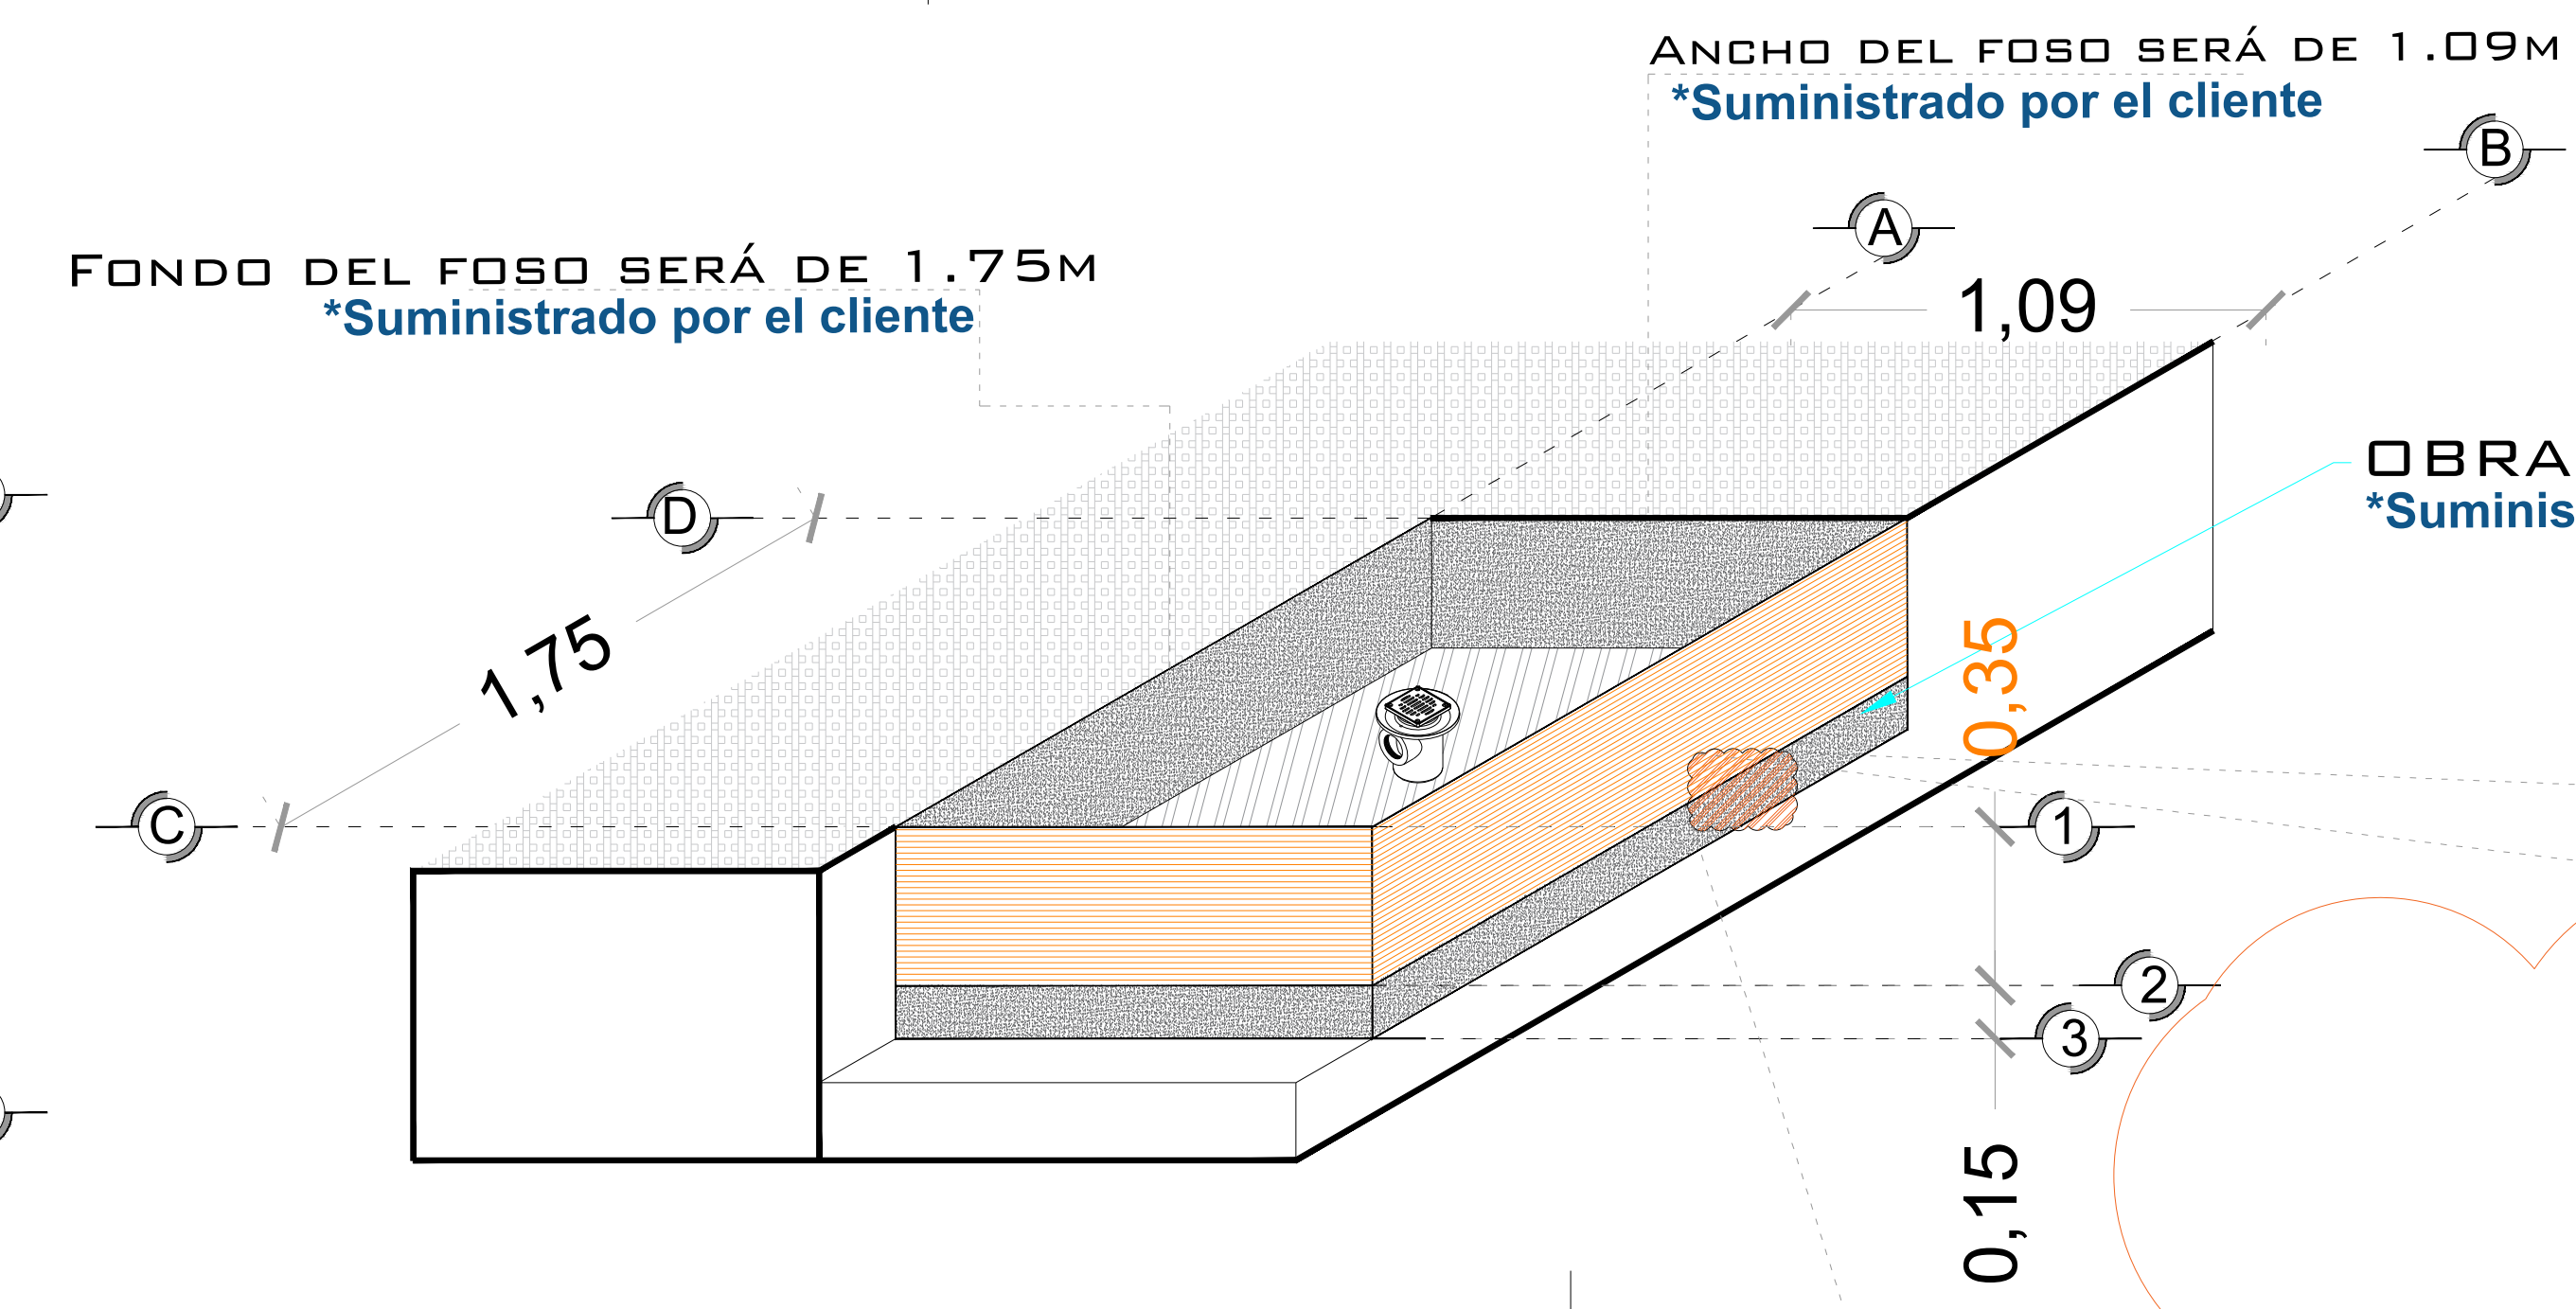 ANCHO DEL FOSO SERÁ DE 1.09M
*Suministrado por el cliente
B
A
FONDO DEL FOSO SERÁ DE 1.75M
*Suministrado por el cliente
1,09
OBRA
*Suminis
D
1,75
0,35
C
1
2
3
0,15